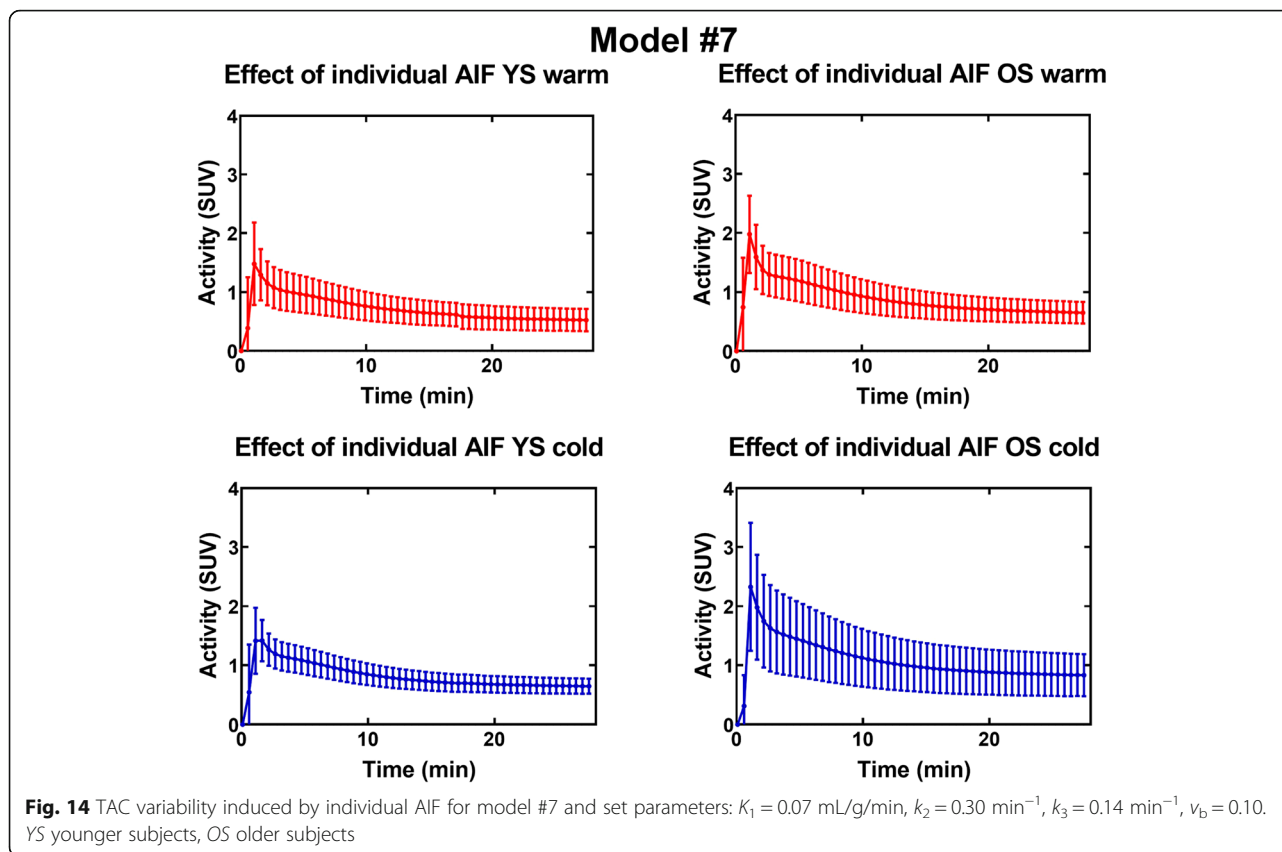 Model #7
Effect of individual AIF YS warm
Activity (SUV)
4
3
2
1
0
0 10 20
Time (min)
Effect of individual AIF OS warm
Activity (SUV)
4
3
2
1
0
0 10 20
Time (min)
Effect of individual AIF YS cold
Activity (SUV)
4
3
2
1
0
0 10 20
Time (min)
Effect of individual AIF OS cold
Activity (SUV)
4
3
2
1
0
0 10 20
Time (min)
Fig. 14 TAC variability induced by individual AIF for model #7 and set parameters: K₁ = 0.07 mL/g/min, k₂ = 0.30 min⁻¹, k₃ = 0.14 min⁻¹, v_b = 0.10.
YS younger subjects, OS older subjects